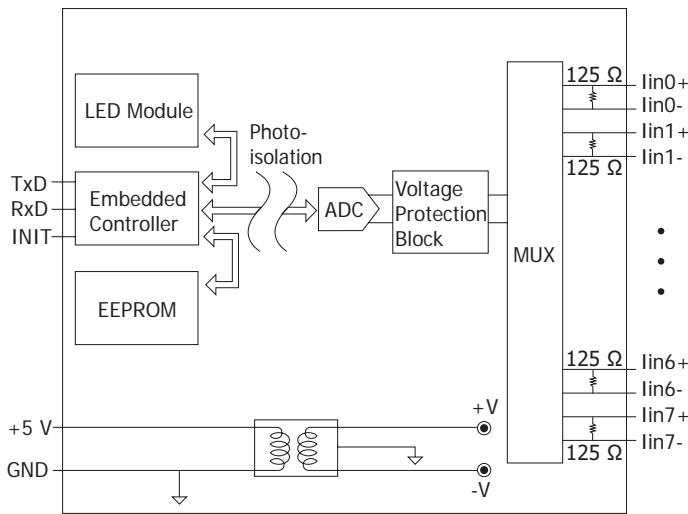 LED Module
Photo-
isolation
TxD
RxD
INIT
Embedded
Controller
ADC
Voltage
Protection
Block
EEPROM
MUX
125 Ω
Iin0+
Iin0-
Iin1+
Iin1-
125 Ω
125 Ω
Iin6+
Iin6-
Iin7+
Iin7-
125 Ω
+5 V
GND
+V
-V